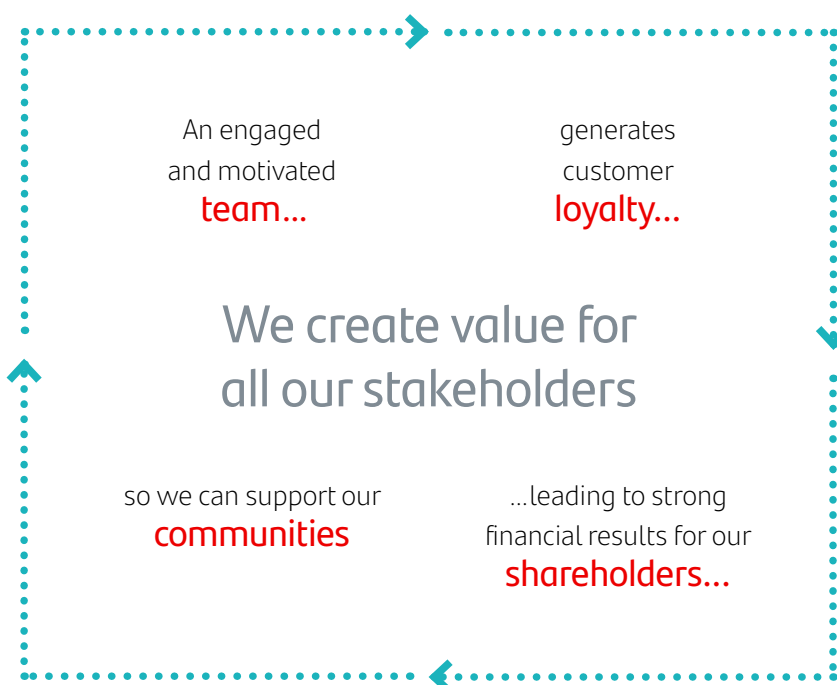 An engaged
and motivated
team...
generates
customer
loyalty...
We create value for
all our stakeholders
so we can support our
communities
...leading to strong
financial results for our
shareholders...